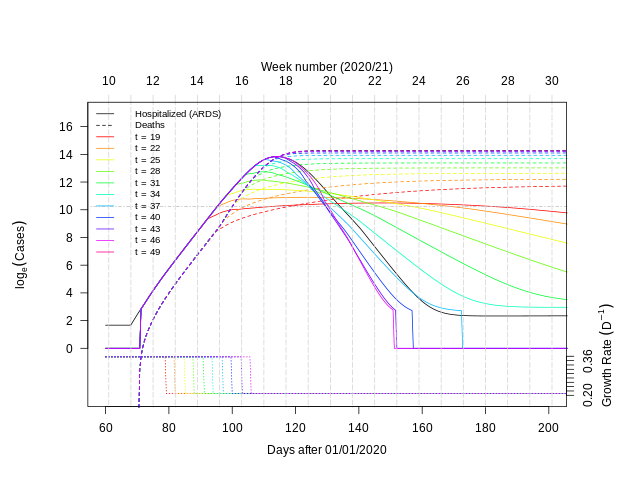 Week number (2020/21)
10 12 14 16 18 20 22 24 26 28 30
Hospitalized (ARDS)
Deaths
t = 19
t = 22
t = 25
t = 28
t = 31
t = 34
t = 37
t = 40
t = 43
t = 46
t = 49
16
14
12
10
8
6
4
2
0
logₑ(Cases)
0.20 0.36
Growth Rate (D⁻¹)
60 80 100 120 140 160 180 200
Days after 01/01/2020